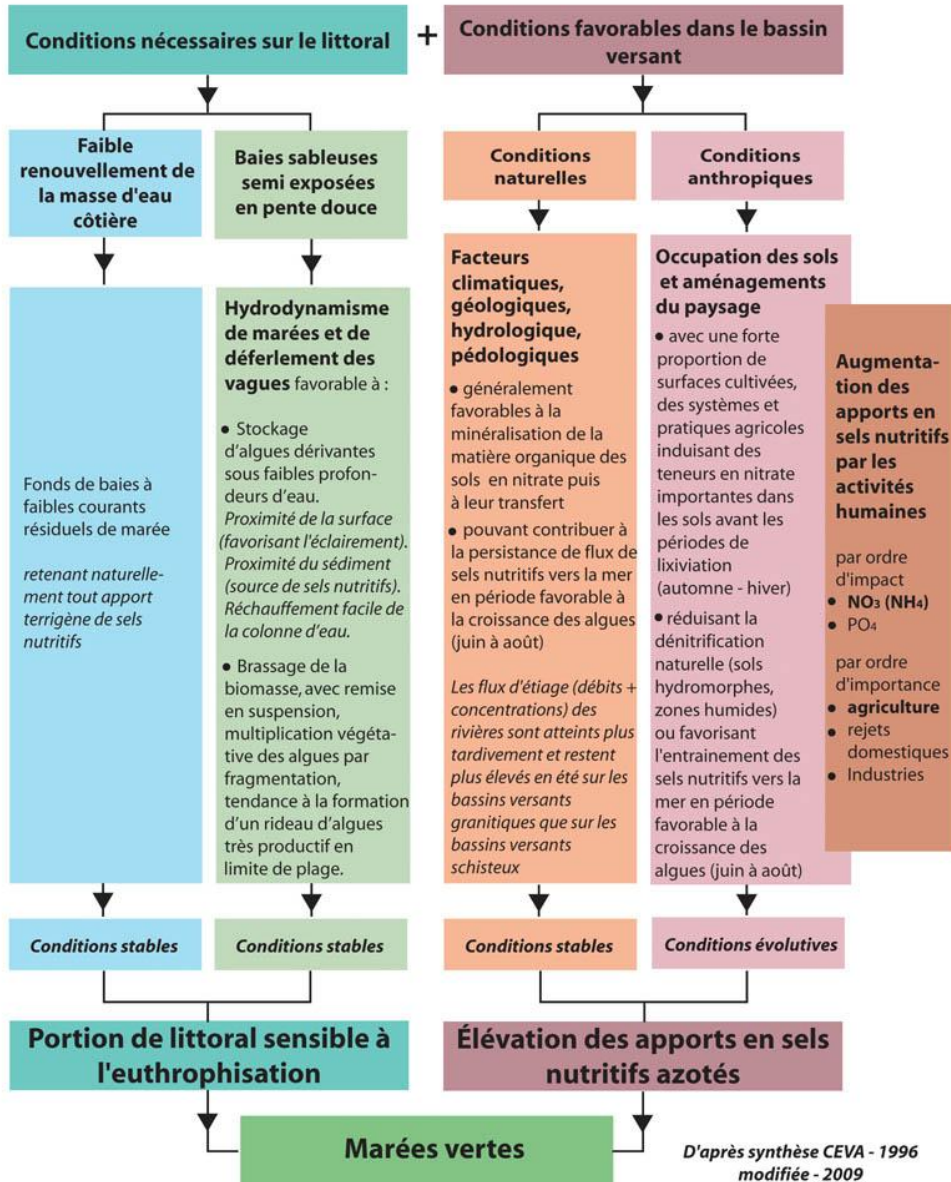 Conditions nécessaires sur le littoral
+
Conditions favorables dans le bassin
versant
Faible
renouvellement de
la masse d'eau
côtière
Baies sableuses
semi exposées
en pente douce
Conditions
naturelles
Conditions
anthropiques
Fonds de baies à
faibles courants
résiduels de marée
retenant naturelle-
ment tout apport
terrigène de sels
nutritifs
Hydrodynamisme
de marées et de
déferlement des
vagues favorable à :
● Stockage
d'algues dérivantes
sous faibles profon-
deurs d'eau.
Proximité de la surface
(favorisant l'éclairement).
Proximité du sédiment
(source de sels nutritifs).
Réchauffement facile de
la colonne d'eau.
● Brassage de la
biomasse, avec remise
en suspension,
multiplication végéta-
tive des algues par
fragmentation,
tendance à la formation
d'un rideau d'algues
très productif en
limite de plage.
Facteurs
climatiques,
géologiques,
hydrologique,
pédologiques
● généralement
favorables à la
minéralisation de la
matière organique des
sols en nitrate puis
à leur transfert
● pouvant contribuer à
la persistance de flux de
sels nutritifs vers la mer
en période favorable à
la croissance des algues
(juin à août)
Les flux d'étiage (débits +
concentrations) des
rivières sont atteints plus
tardivement et restent
plus élevés en été sur les
bassins versants
granitiques que sur les
bassins versants
schisteux
Occupation des sols
et aménagements
du paysage
● avec une forte
proportion de
surfaces cultivées,
des systèmes et
pratiques agricoles
induisant des
teneurs en nitrate
importantes dans
les sols avant les
périodes de
lixiviation
(automne - hiver)
● réduisant la
dénitrification
naturelle (sols
hydromorphes,
zones humides)
ou favorisant
l'entrainement des
sels nutritifs vers la
mer en période
favorable à la
croissance des
algues (juin à août)
Augmenta-
tion des
apports en
sels nutritifs
par les
activités
humaines
par ordre
d'impact
● NO3 (NH4)
● PO4
par ordre
d'importance
● agriculture
● rejets
domestiques
● Industries
Conditions stables
Conditions stables
Conditions stables
Conditions évolutives
Portion de littoral sensible à
l'euthrophisation
Élévation des apports en sels
nutritifs azotés
Marées vertes
D'après synthèse CEVA - 1996
modifiée - 2009